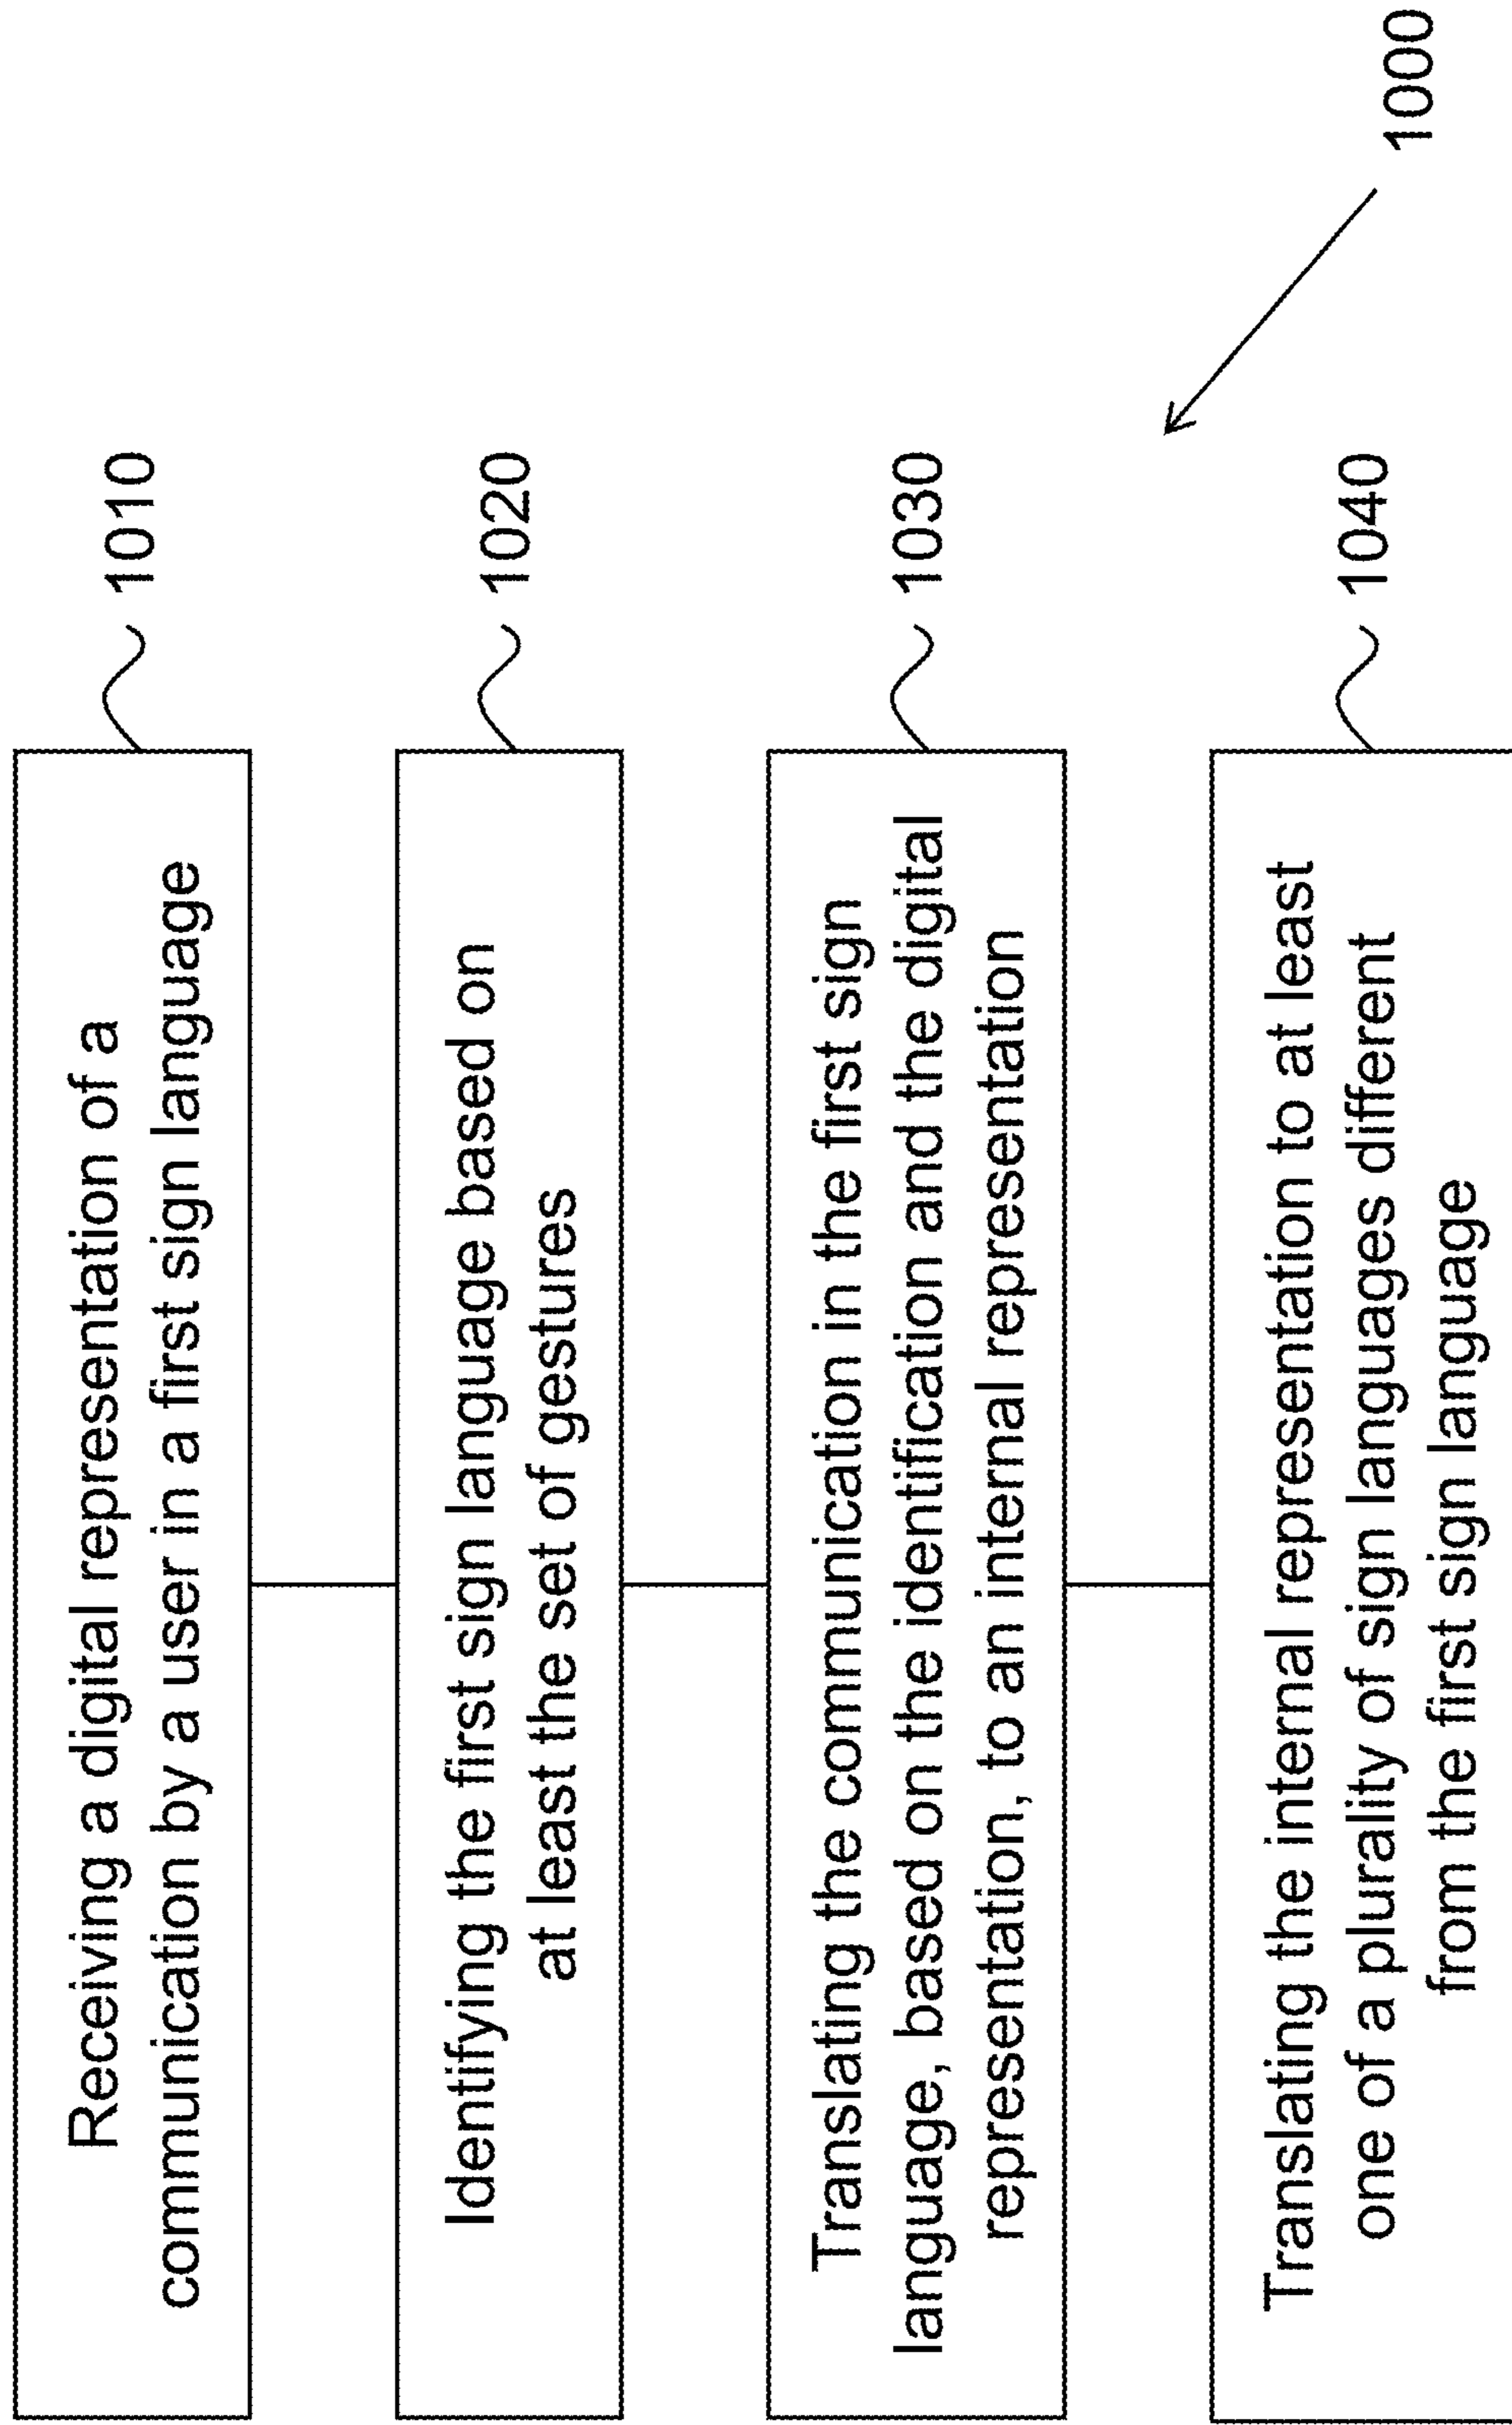 Receiving a digital representation of a
communication by a user in a first sign language
1010
Identifying the first sign language based on
at least the set of gestures
1020
Translating the communication in the first sign
language, based on the identification and the digital
representation, to an internal representation
1030
Translating the internal representation to at least
one of a plurality of sign languages different
from the first sign language
1040
1000